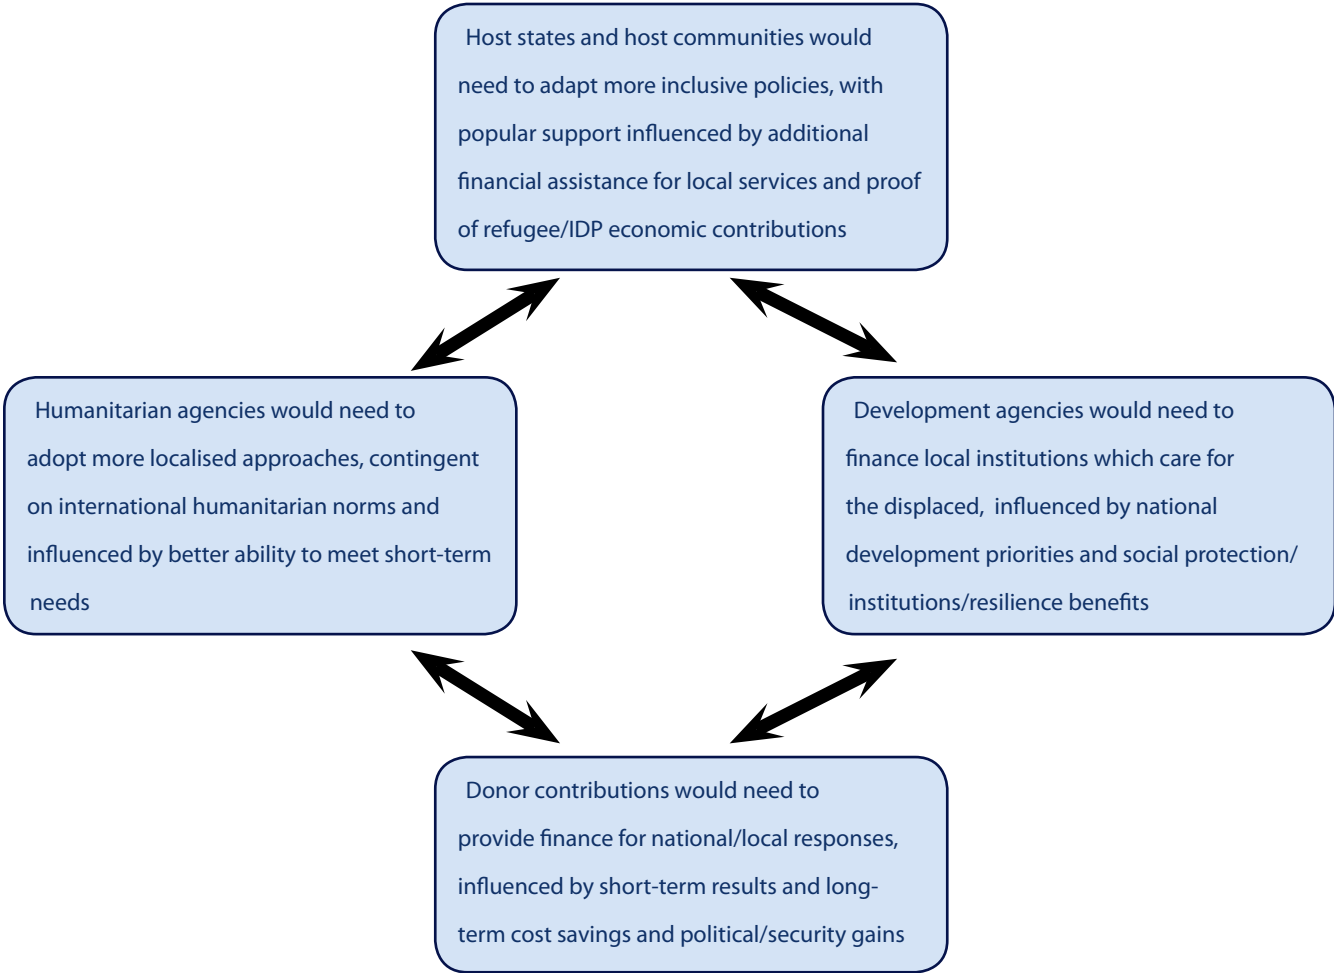 Host states and host communities would
need to adapt more inclusive policies, with
popular support influenced by additional
financial assistance for local services and proof
of refugee/IDP economic contributions
Humanitarian agencies would need to
adopt more localised approaches, contingent
on international humanitarian norms and
influenced by better ability to meet short-term
needs
Development agencies would need to
finance local institutions which care for
the displaced, influenced by national
development priorities and social protection/
institutions/resilience benefits
Donor contributions would need to
provide finance for national/local responses,
influenced by short-term results and long-
term cost savings and political/security gains